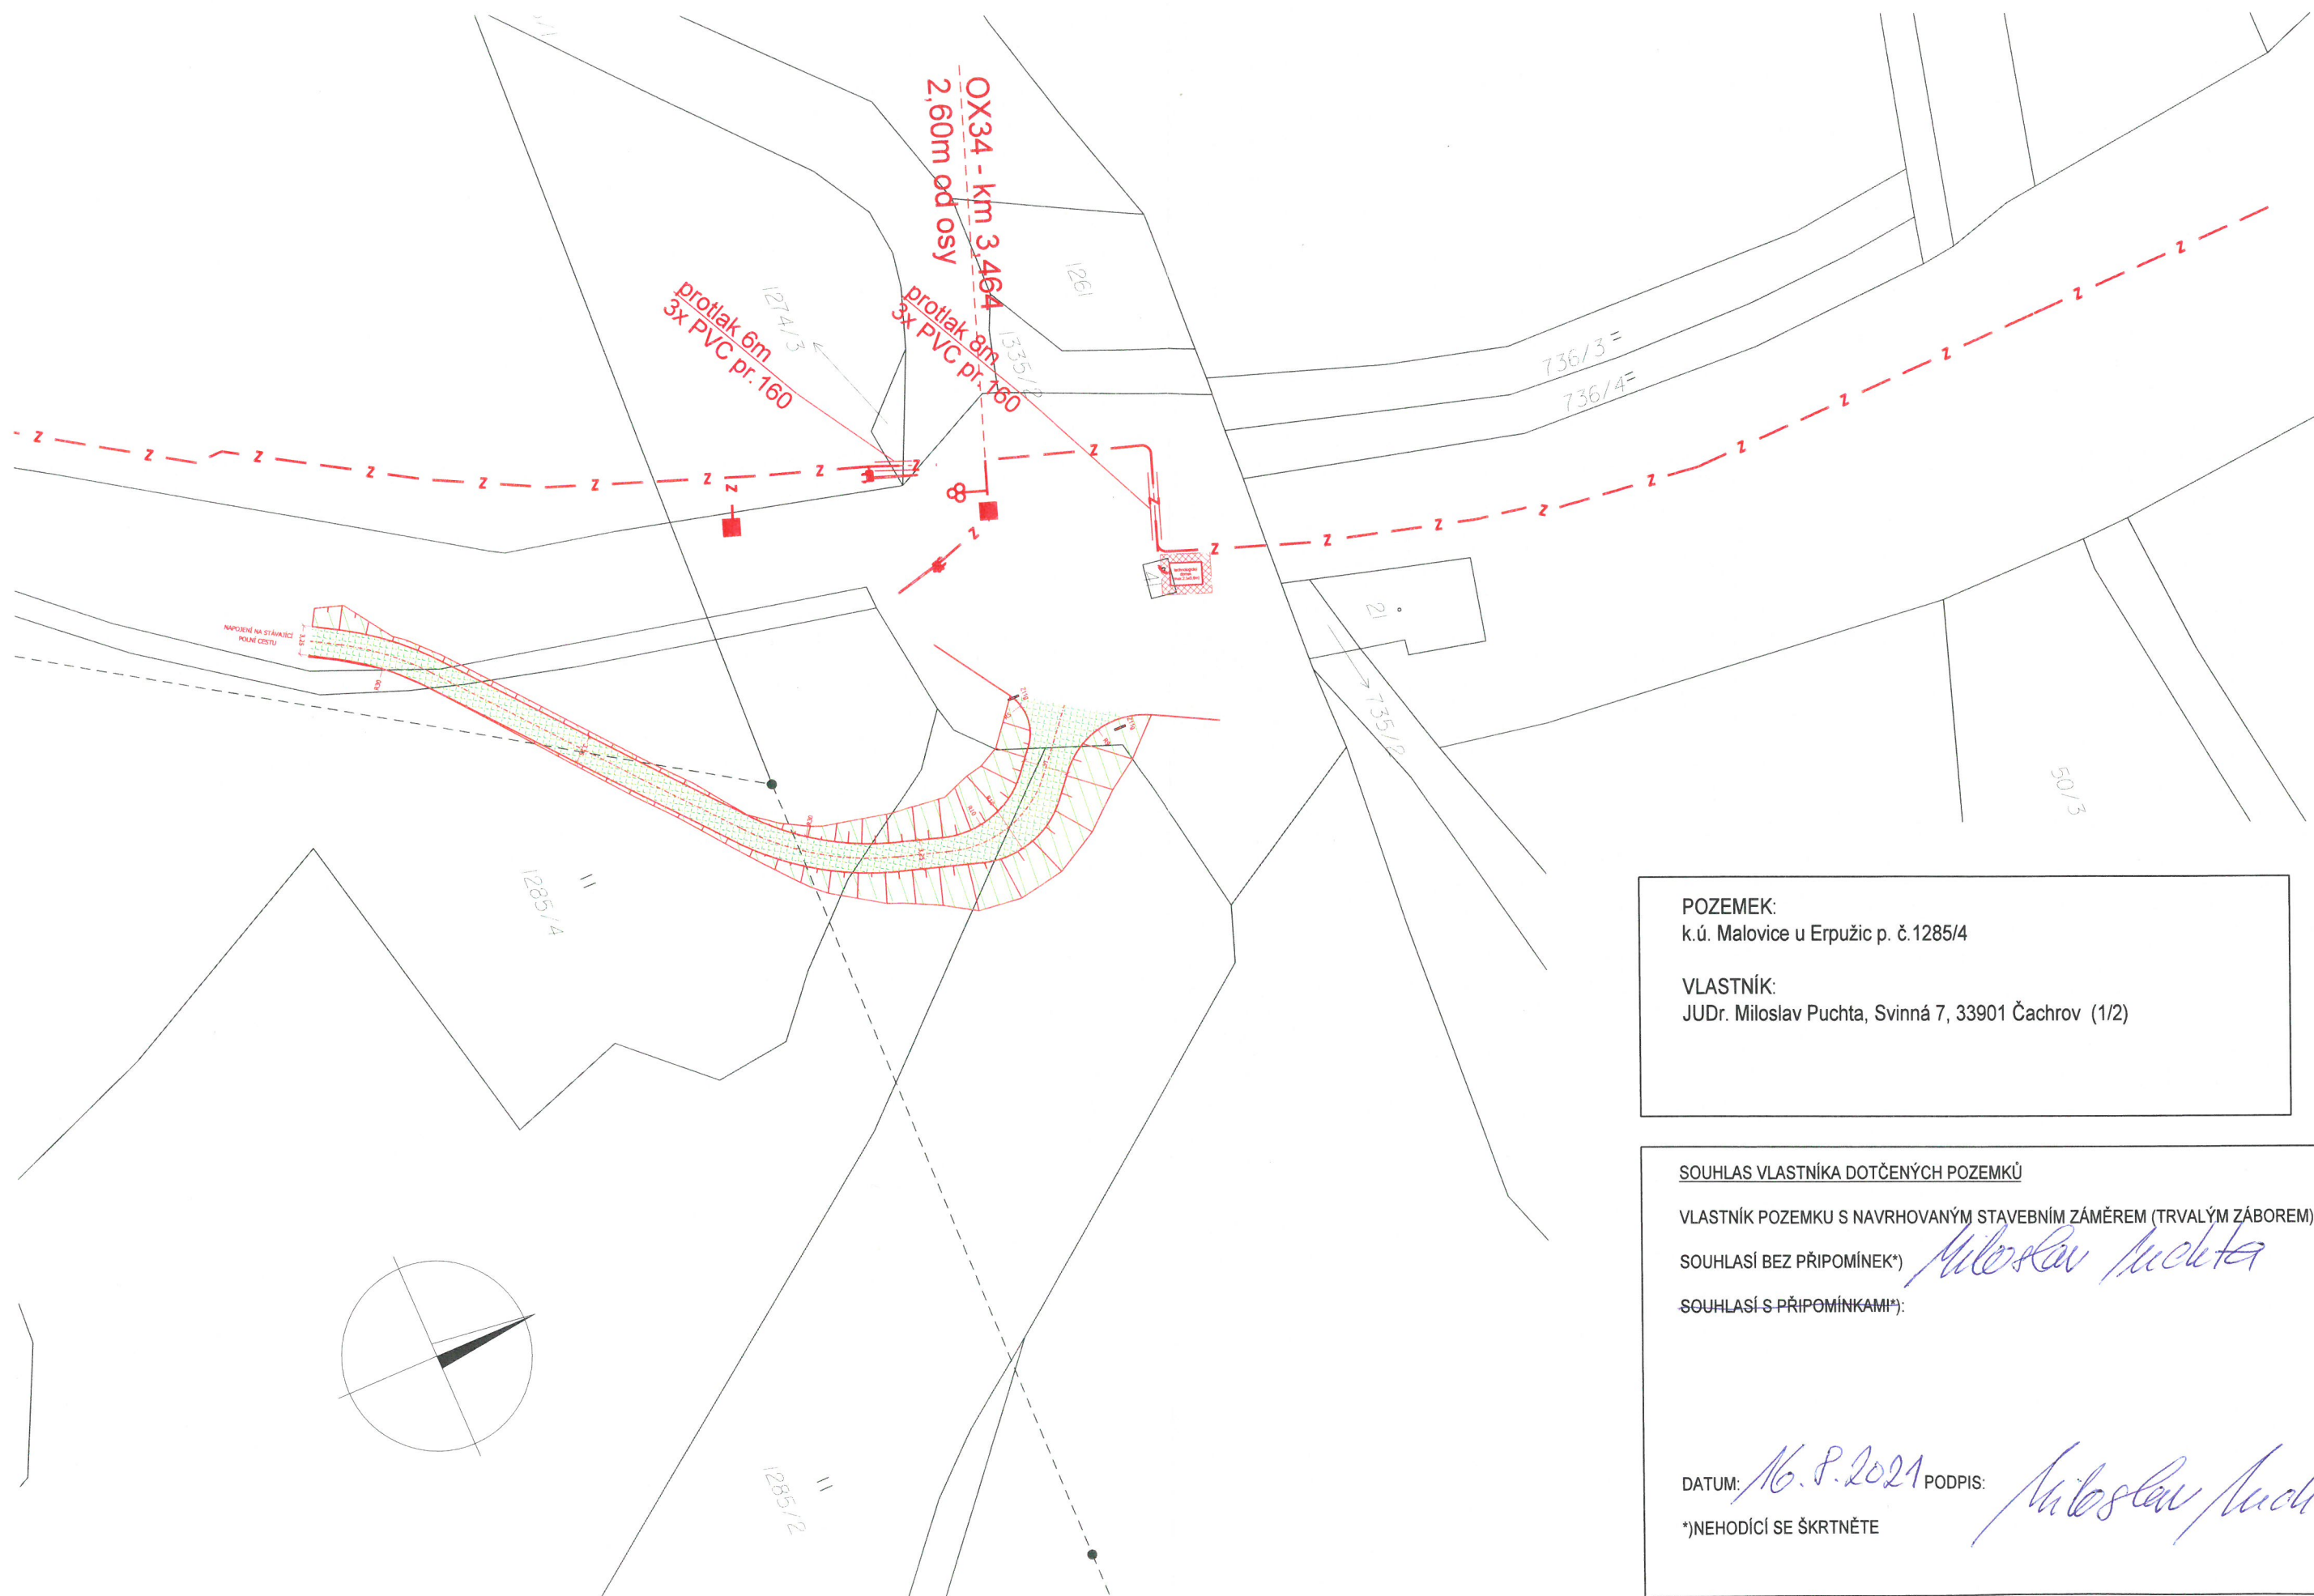 OX34 - km 3,464
2,60m od osy
protlak 6m
3x PVC pr.160
protlak 8m
3x PVC pr.160
1274/3
1335/2
1261
736/3
736/4
Z Z Z Z Z Z Z Z Z
Z
Z
Z
Z
Z Z Z Z Z Z Z Z Z Z
21
735/2
50/3
NAPOJENÍ NA STÁVAJÍCÍ
POLNÍ CESTU
1285/4
1285/2
POZEMEK:
k.ú. Malovice u Erpužic p. č.1285/4
VLASTNÍK:
JUDr. Miloslav Puchta, Svinná 7, 33901 Čachrov (1/2)
SOUHLAS VLASTNÍKA DOTČENÝCH POZEMKŮ
VLASTNÍK POZEMKU S NAVRHOVANÝM STAVEBNÍM ZÁMĚREM (TRVALÝM ZÁBOREM)
SOUHLASÍ BEZ PŘIPOMÍNEK*) Miloslav Puchta
SOUHLASÍ S PŘIPOMÍNKAMI*):
DATUM: 16.8.2021 PODPIS: Miloslav
*)NEHODÍCÍ SE ŠKRTNĚTE